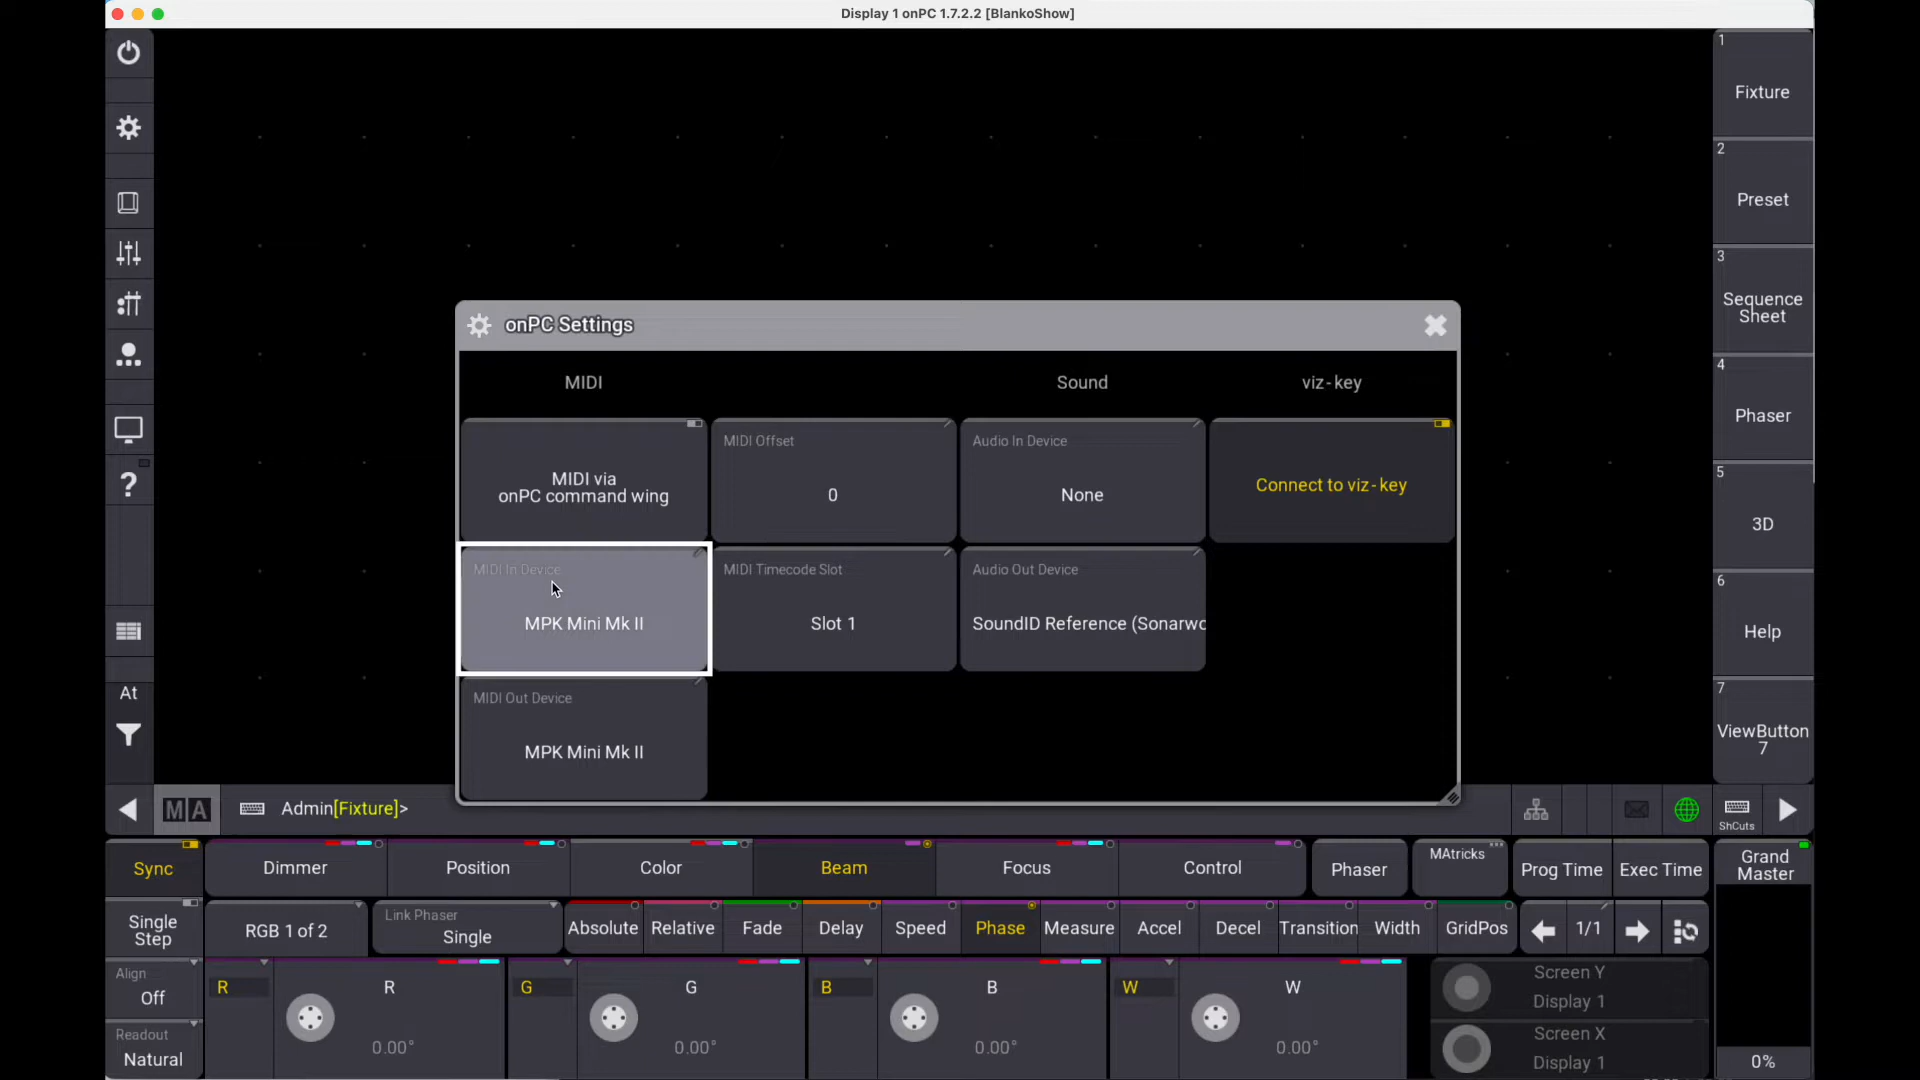 Display 1 onPC 1.7.2.2 [BlankoShow]
1
Fixture
2
Preset
3
Sequence
Sheet
4
Phaser
5
3D
6
Help
7
ViewButton
7
onPC Settings
MIDI
Sound
viz-key
MIDI via
onPC command wing
MIDI Offset
0
Audio In Device
None
Connect to viz-key
MIDI In Device
MPK Mini Mk II
MIDI Timecode Slot
Slot 1
Audio Out Device
SoundID Reference (Sonarwo
MIDI Out Device
MPK Mini Mk II
?
At
MA
Admin[Fixture]>
ShCuts
Sync
Dimmer
Position
Color
Beam
Focus
Control
Phaser
MAtricks
Prog Time
Exec Time
Grand
Master
Single
Step
RGB 1 of 2
Link Phaser
Single
Absolute
Relative
Fade
Delay
Speed
Phase
Measure
Accel
Decel
Transition
Width
GridPos
1/1
Align
Off
R
R
0.00°
G
G
0.00°
B
B
0.00°
W
W
0.00°
Screen Y
Display 1
Readout
Natural
Screen X
Display 1
0%